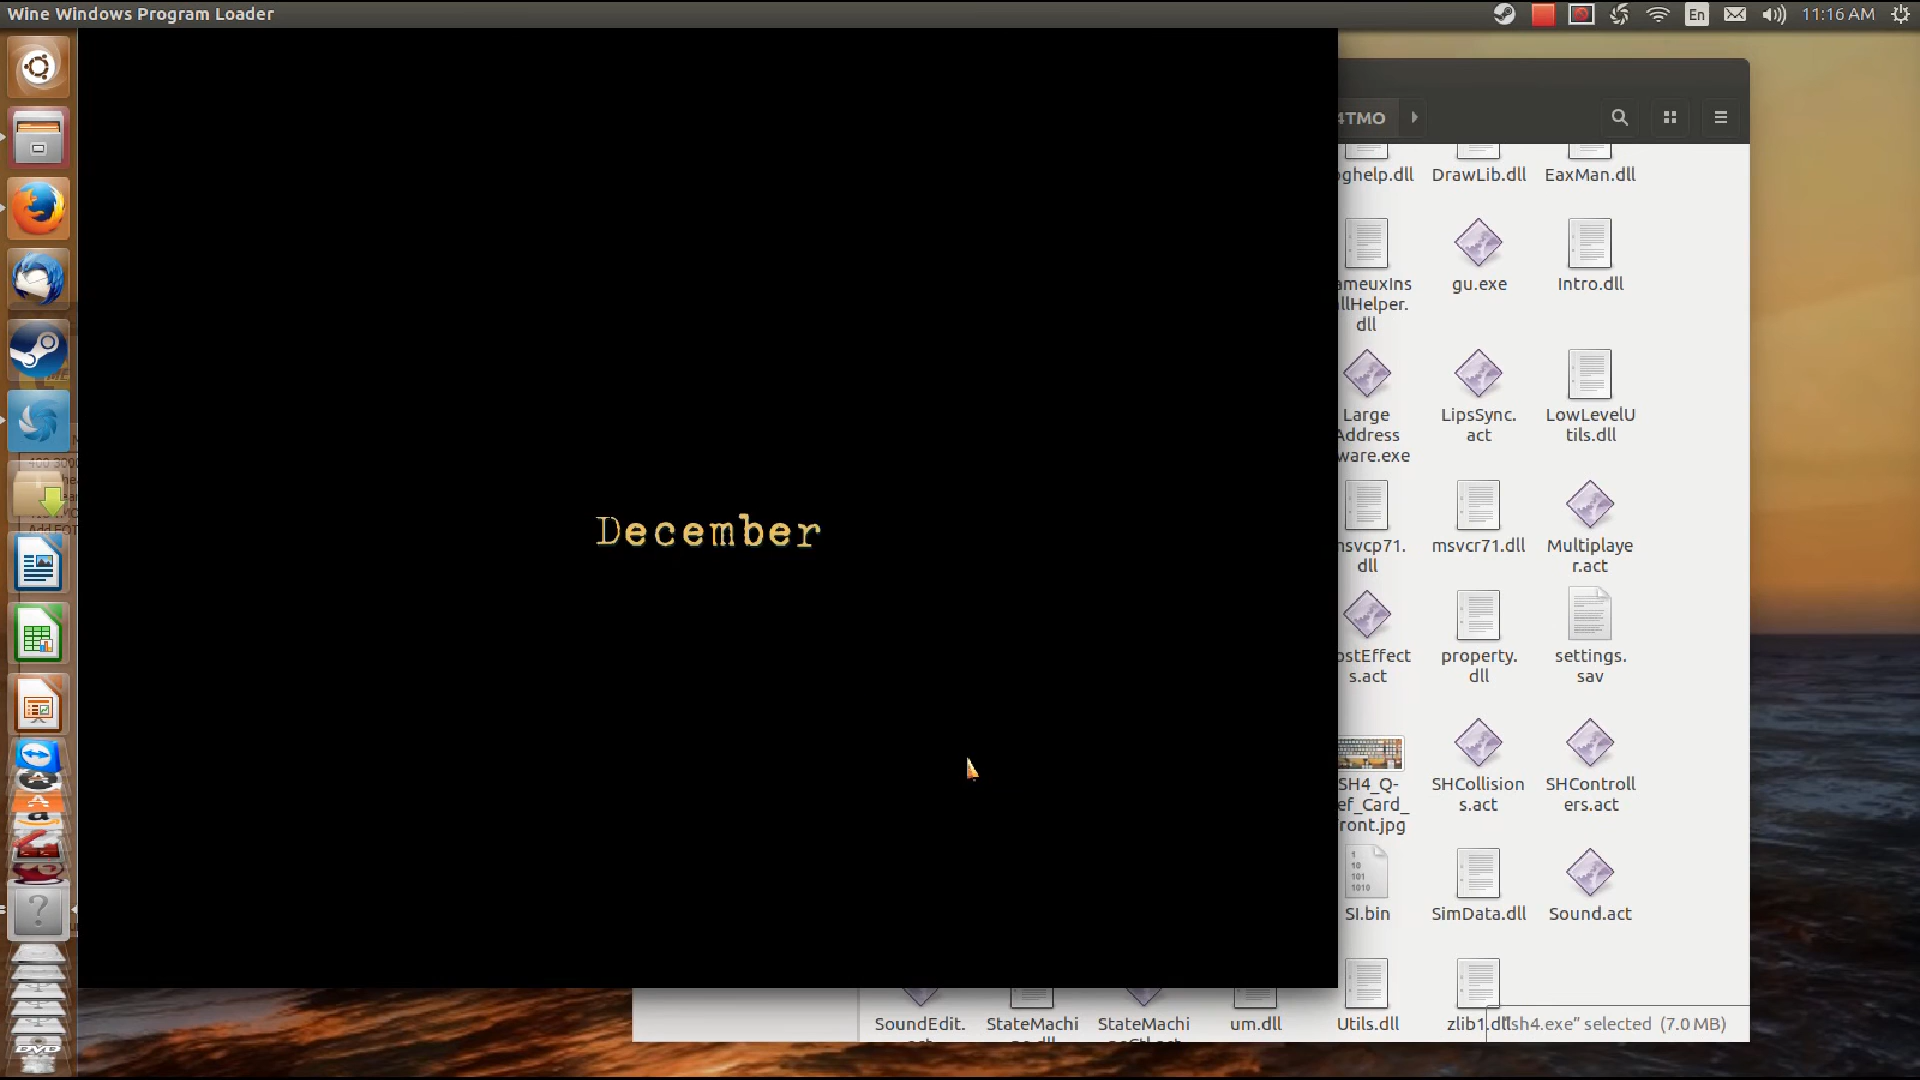 Wine Windows Program Loader
En
11:16 AM
4TMO
ghelp.dll
DrawLib.dll
EaxMan.dll
ameuxIns
llHelper.
dll
gu.exe
Intro.dll
Large
Address
ware.exe
LipsSync.
act
LowLevelU
tils.dll
msvcp71.
dll
msvcr71.dll
Multiplaye
r.act
ostEffect
s.act
property.
dll
settings.
sav
December
SH4_Q-
ef_Card_
ront.jpg
SHCollision
s.act
SHControll
ers.act
SI.bin
SimData.dll
Sound.act
SoundEdit.
StateMachi
StateMachi
um.dll
Utils.dll
zlib1.dll
"sh4.exe" selected (7.0 MB)